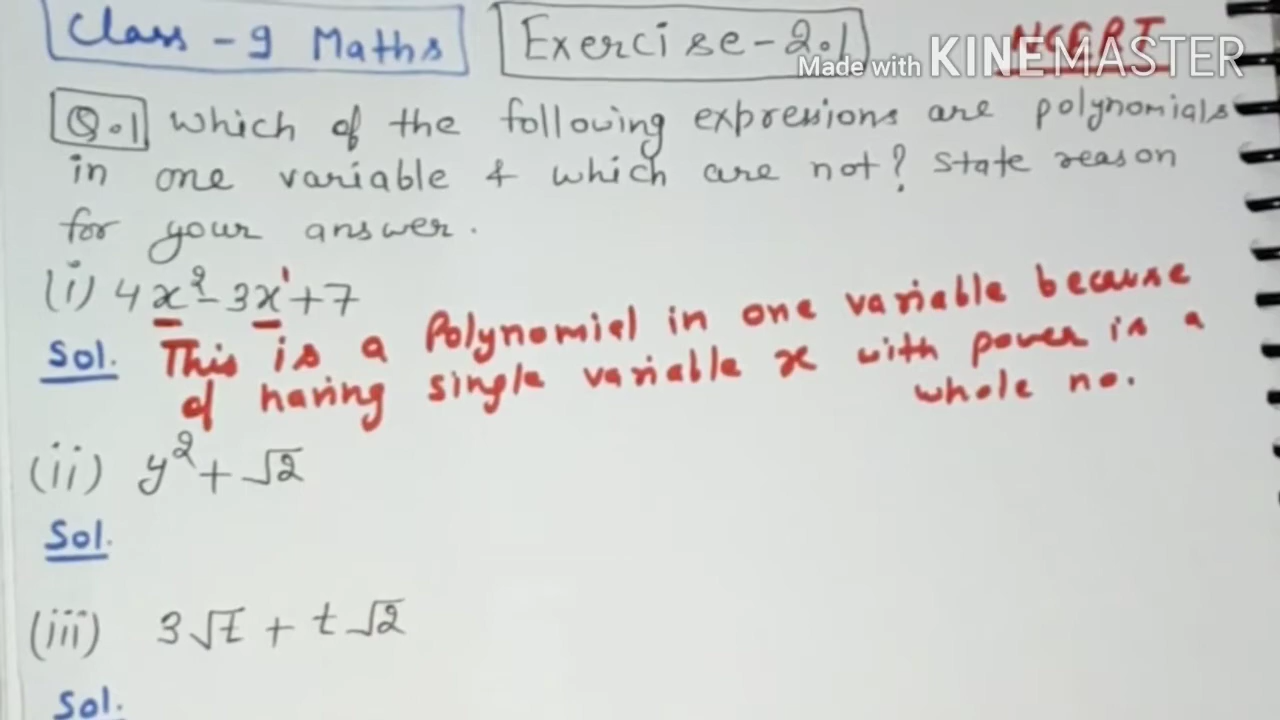 Class - 9 Maths Exercise - 2.1 NCERT
Made with KINEMASTER
Q.1 Which of the following expressions are polynomials
in one variable & which are not? State reason
for your answer.
(i) 4x² - 3x¹ + 7
Sol. This is a Polynomial in one variable because
of having single variable x with power is a
whole no.
(ii) y² + √2
Sol.
(iii) 3√t + t√2
Sol.